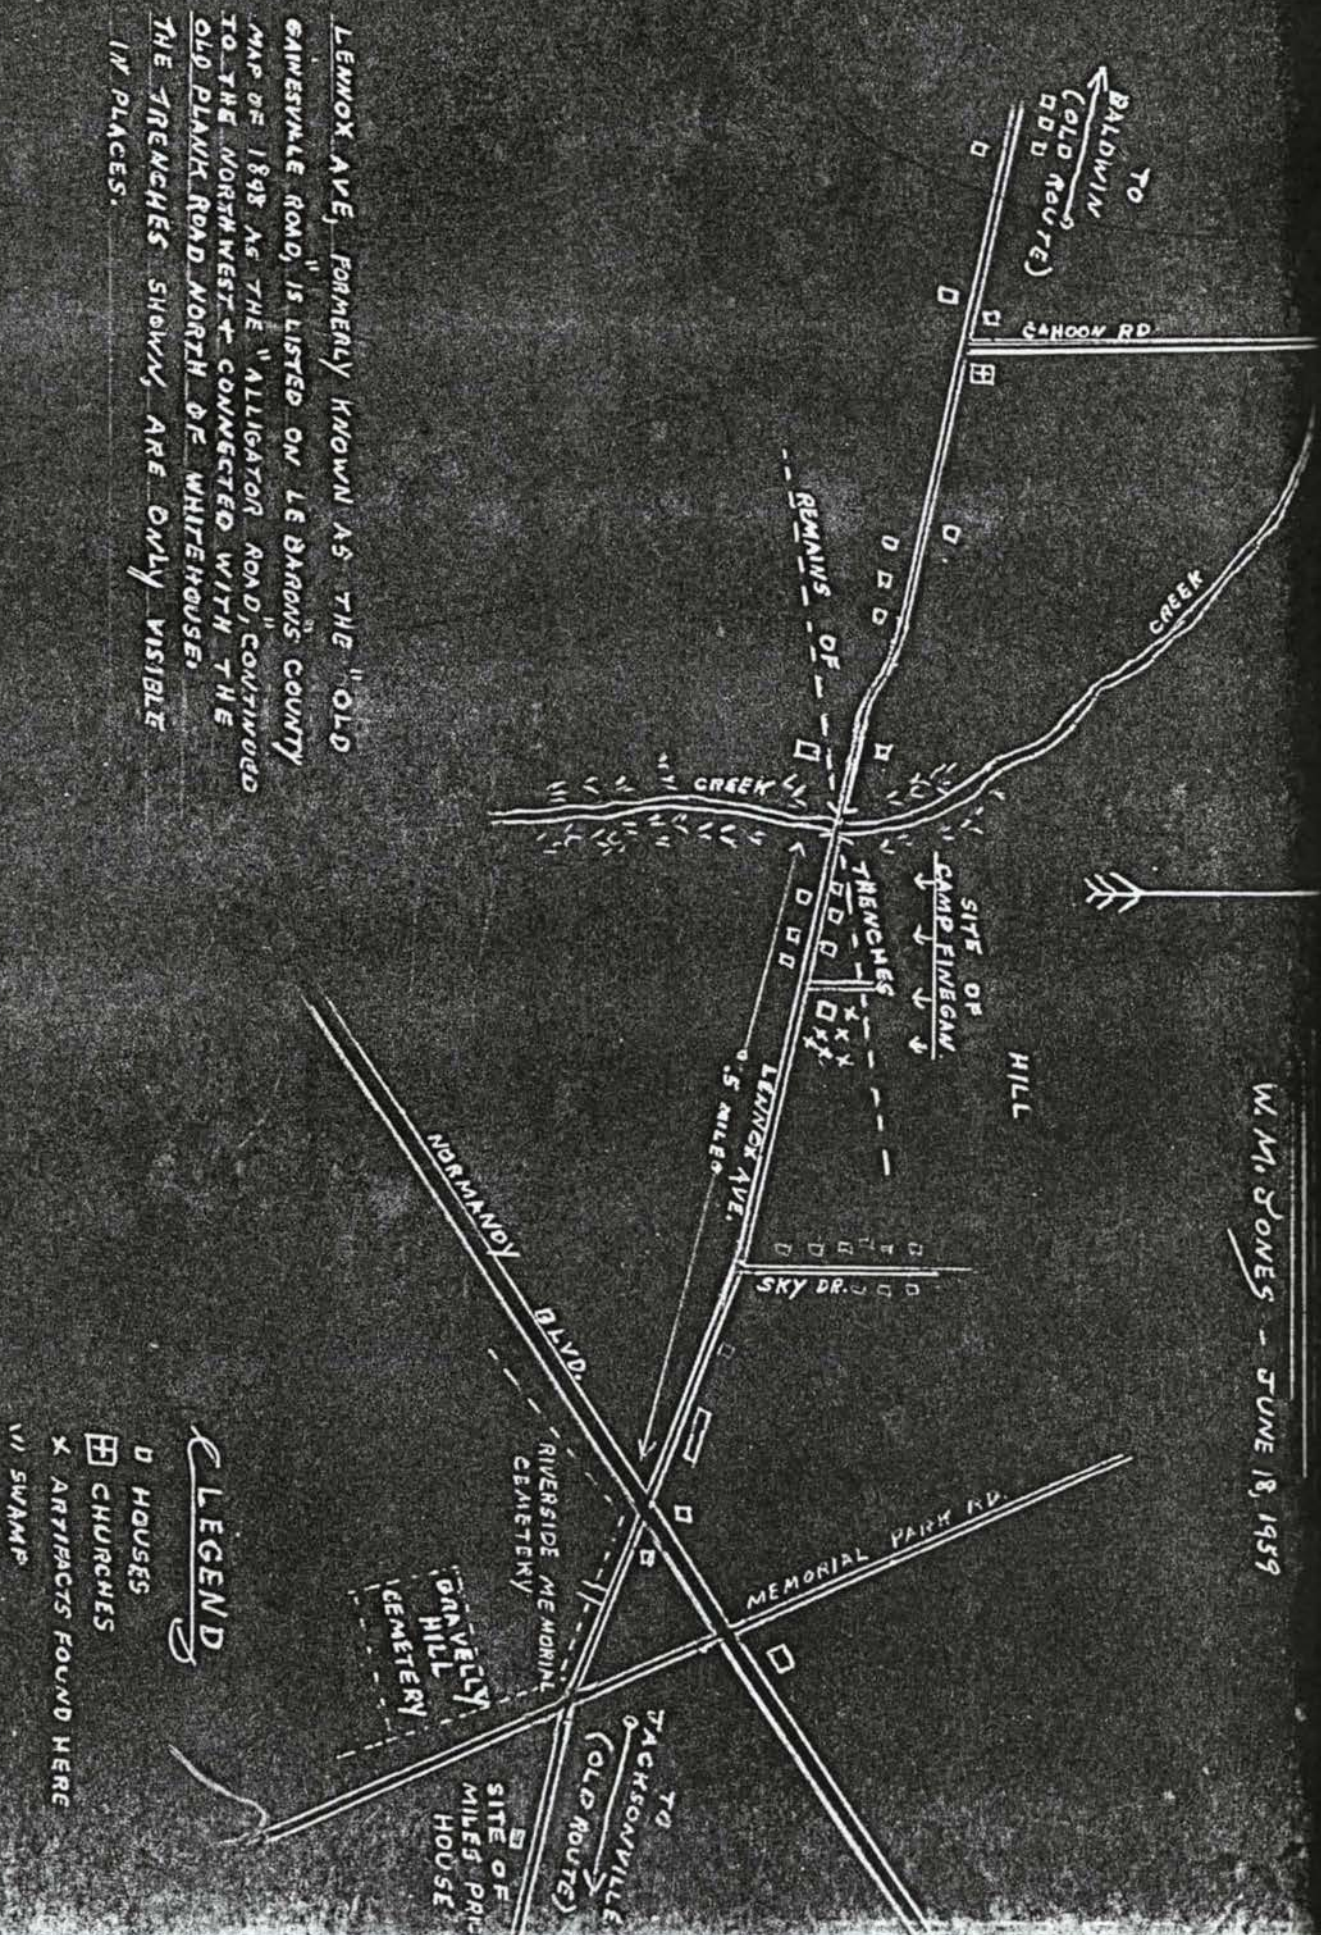 W. M. JONES - JUNE 18, 1959
TO
BALDWIN
(OLD ROUTE)
CAHOON RD.
CREEK
HILL
SITE OF
CAMP FINEGAN
REMAINS OF
TRENCHES
CREEK
LENNOX AVE.
.5 MILE
SKY DR.
MEMORIAL PARK RD.
NORMANDY BLVD.
RIVERSIDE MEMORIAL
CEMETERY
GRAVELLY
HILL
CEMETERY
TO
JACKSONVILLE
(OLD ROUTE)
SITE OF
MILES
HOUSE
LENNOX AVE, FORMERLY KNOWN AS THE "OLD
GAINESVILLE ROAD," IS LISTED ON LE BARONS COUNTY
MAP OF 1898 AS THE "ALLIGATOR ROAD," CONTINUED
TO THE NORTHWEST + CONNECTED WITH THE
OLD PLANK ROAD NORTH OF WHITEHOUSE.
THE TRENCHES SHOWN, ARE ONLY VISIBLE
IN PLACES.
LEGEND
HOUSES
CHURCHES
X ARTIFACTS FOUND HERE
SWAMP